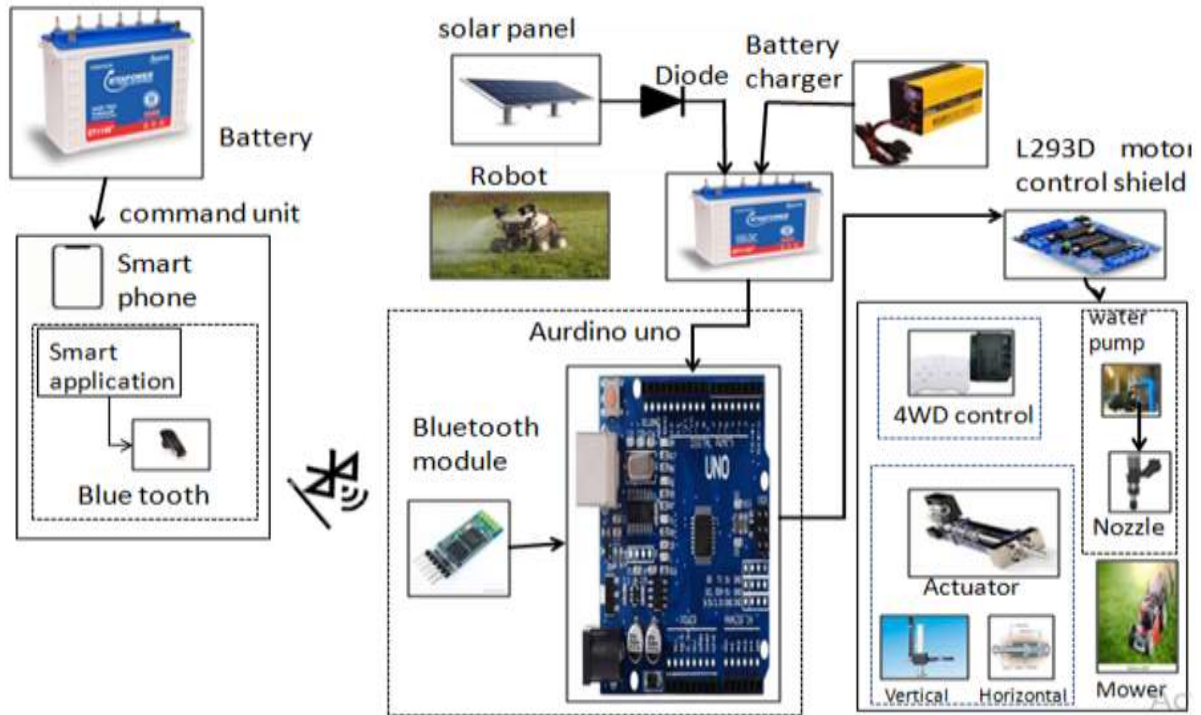 solar panel
Battery
charger
Diode
Battery
L293D motor
control shield
Robot
command unit
Smart
phone
Smart
application
Blue tooth
Aurdino uno
Bluetooth
module
UNO
water
pump
4WD control
Nozzle
Actuator
Vertical
Horizontal
Mower